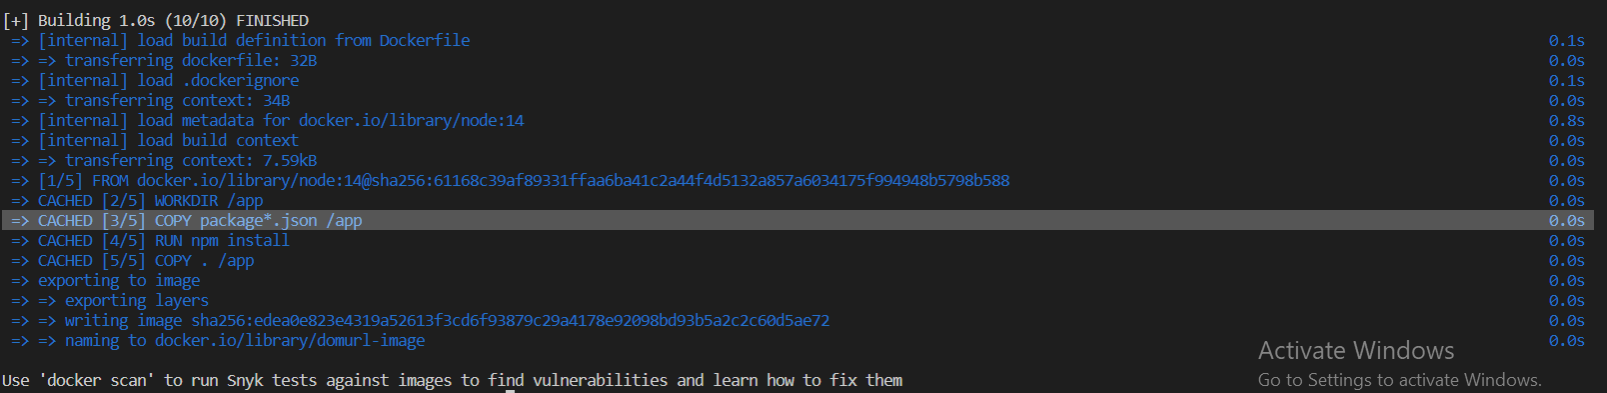 [+] Building 1.0s (10/10) FINISHED
=> [internal] load build definition from Dockerfile 0.1s
=> => transferring dockerfile: 32B 0.0s
=> [internal] load .dockerignore 0.1s
=> => transferring context: 34B 0.0s
=> [internal] load metadata for docker.io/library/node:14 0.8s
=> [internal] load build context 0.0s
=> => transferring context: 7.59kB 0.0s
=> [1/5] FROM docker.io/library/node:14@sha256:61168c39af89331ffaa6ba41c2a44f4d5132a857a6034175f994948b5798b588 0.0s
=> CACHED [2/5] WORKDIR /app 0.0s
=> CACHED [3/5] COPY package*.json /app 0.0s
=> CACHED [4/5] RUN npm install 0.0s
=> CACHED [5/5] COPY . /app 0.0s
=> exporting to image 0.0s
=> => exporting layers 0.0s
=> => writing image sha256:edea0e823e4319a52613f3cd6f93879c29a4178e92098bd93b5a2c2c60d5ae72 0.0s
=> => naming to docker.io/library/domurl-image 0.0s
Use 'docker scan' to run Snyk tests against images to find vulnerabilities and learn how to fix them
Activate Windows
Go to Settings to activate Windows.